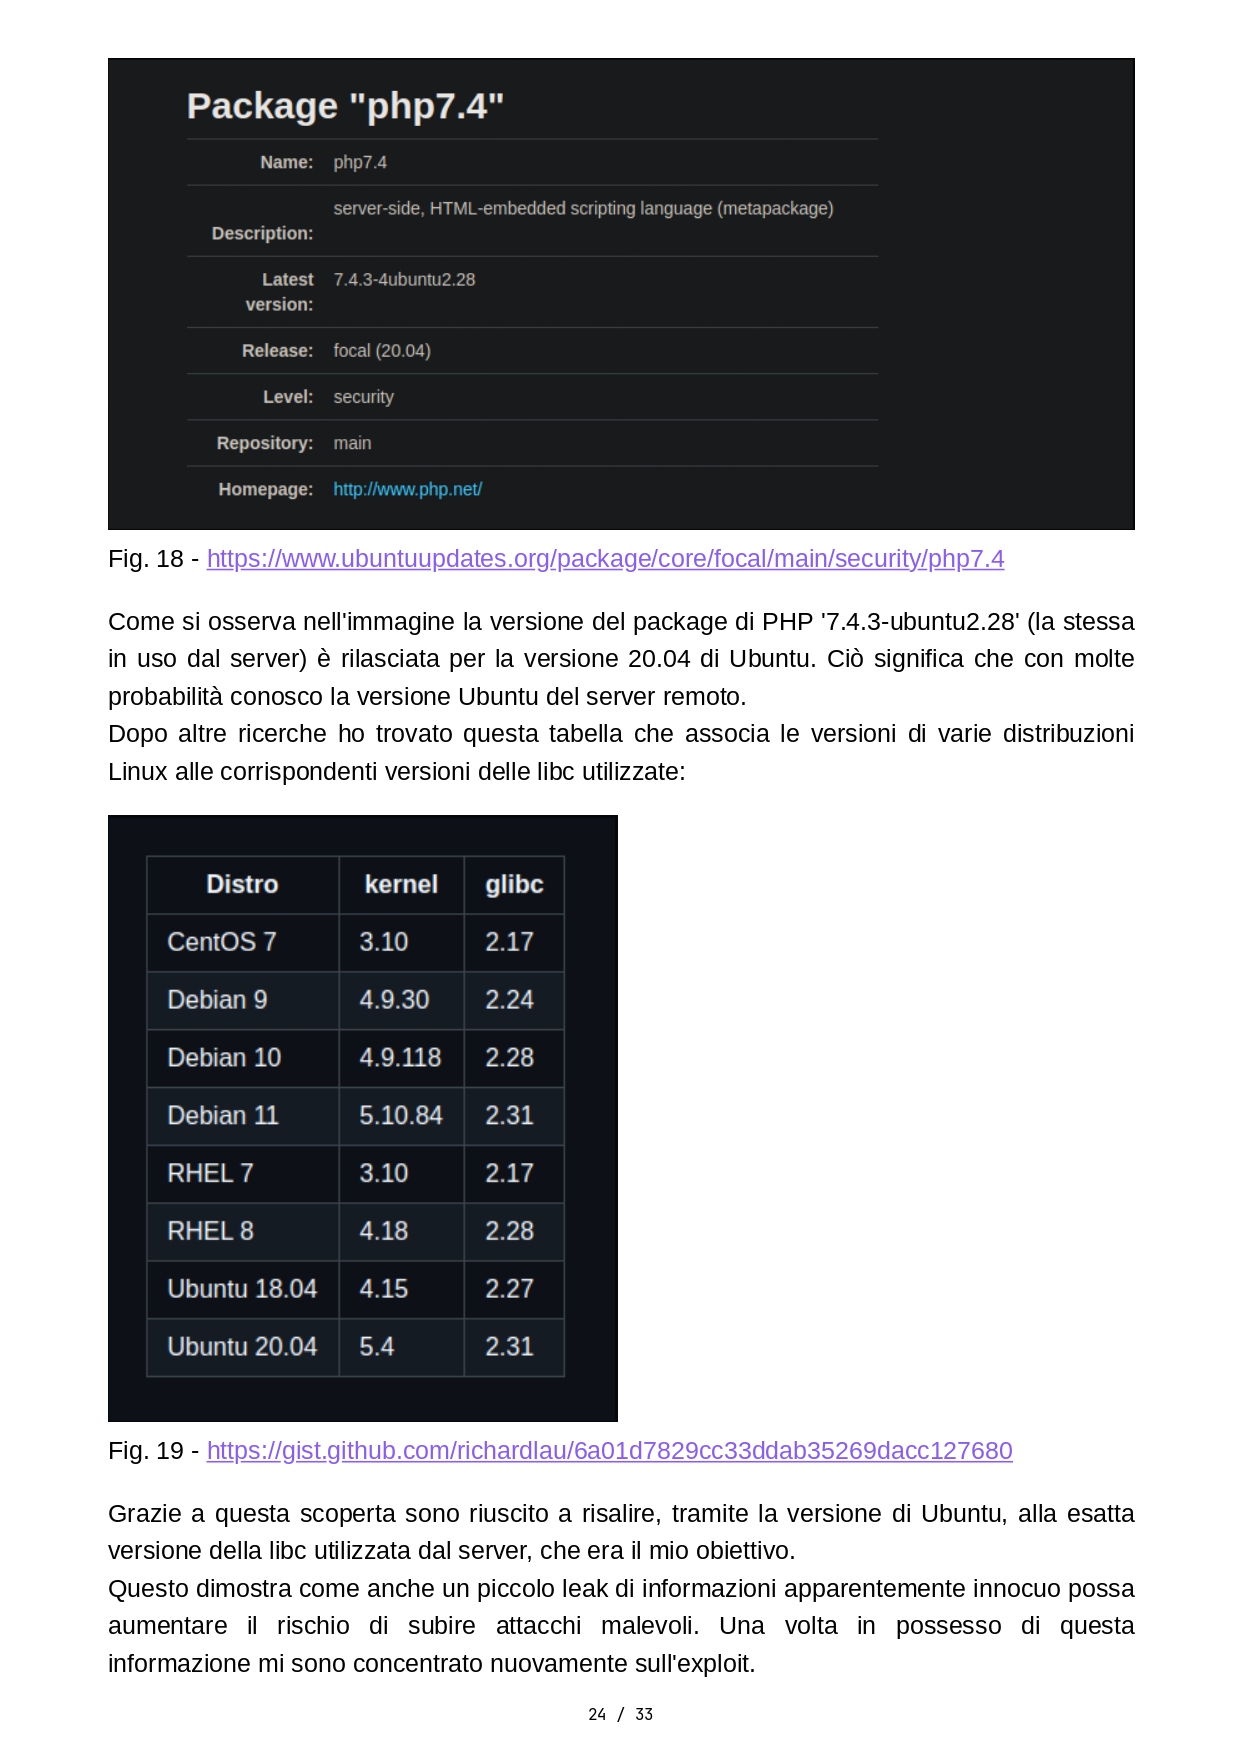 Package "php7.4"
Name: php7.4
server-side, HTML-embedded scripting language (metapackage)
Description:
Latest 7.4.3-4ubuntu2.28
version:
Release: focal (20.04)
Level: security
Repository: main
Homepage: http://www.php.net/
Fig. 18 - https://www.ubuntuupdates.org/package/core/focal/main/security/php7.4
Come si osserva nell'immagine la versione del package di PHP '7.4.3-ubuntu2.28' (la stessa
in uso dal server) è rilasciata per la versione 20.04 di Ubuntu. Ciò significa che con molte
probabilità conosco la versione Ubuntu del server remoto.
Dopo altre ricerche ho trovato questa tabella che associa le versioni di varie distribuzioni
Linux alle corrispondenti versioni delle libc utilizzate:
Distro kernel glibc
CentOS 7 3.10 2.17
Debian 9 4.9.30 2.24
Debian 10 4.9.118 2.28
Debian 11 5.10.84 2.31
RHEL 7 3.10 2.17
RHEL 8 4.18 2.28
Ubuntu 18.04 4.15 2.27
Ubuntu 20.04 5.4 2.31
Fig. 19 - https://gist.github.com/richardlau/6a01d7829cc33ddab35269dacc127680
Grazie a questa scoperta sono riuscito a risalire, tramite la versione di Ubuntu, alla esatta
versione della libc utilizzata dal server, che era il mio obiettivo.
Questo dimostra come anche un piccolo leak di informazioni apparentemente innocuo possa
aumentare il rischio di subire attacchi malevoli. Una volta in possesso di questa
informazione mi sono concentrato nuovamente sull'exploit.
24 / 33